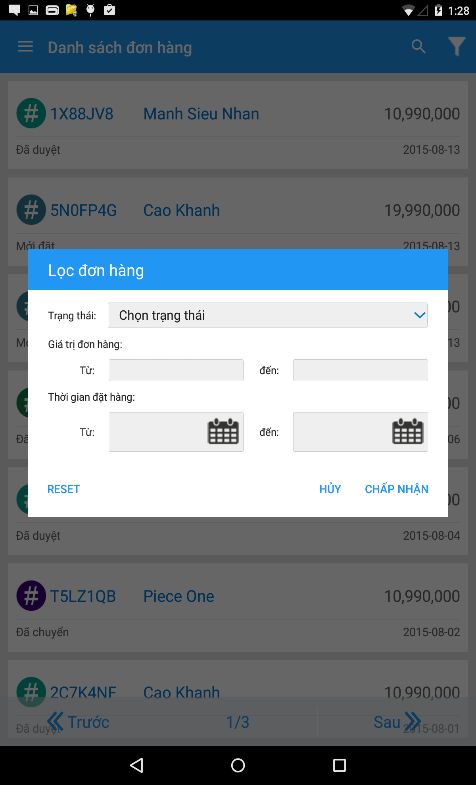 1:28
Danh sách đơn hàng
# 1X88JV8 Manh Sieu Nhan 10,990,000
Đã duyệt 2015-08-13
# 5N0FP4G Cao Khanh 19,990,000
Mới đặt 2015-08-13
Lọc đơn hàng
Trạng thái: Chọn trạng thái
Giá trị đơn hàng:
Từ: đến:
Thời gian đặt hàng:
Từ: đến:
RESET HỦY CHẤP NHẬN
Đã duyệt 2015-08-04
# T5LZ1QB Piece One 10,990,000
Đã chuyển 2015-08-02
# 2C7K4NF Cao Khanh 10,990,000
Trước 1/3 Sau
Đã duyệt 2015-08-01